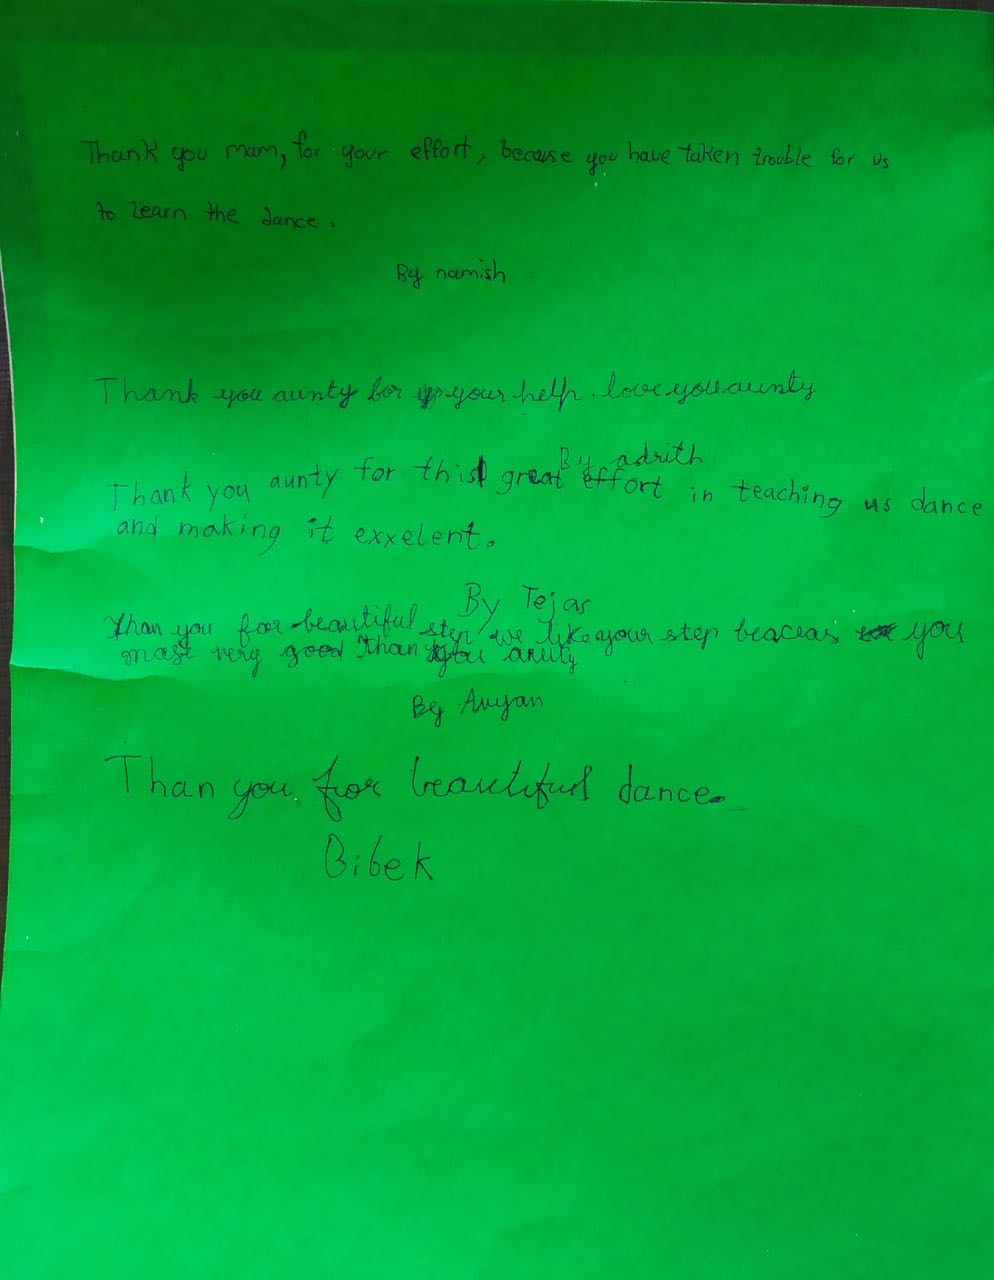 Thank you mam, for your effort, because you have taken trouble for us
to learn the dance.
By namish
Thank you aunty for your help. love you aunty
By adrith
Thank you aunty for this great effort in teaching us dance
and making it exxelent.
By Tejas
Than you for beautiful step we like your step beaceas you
mase very good Than you
By Aryan
Than you for beautiful dance.
Bibek